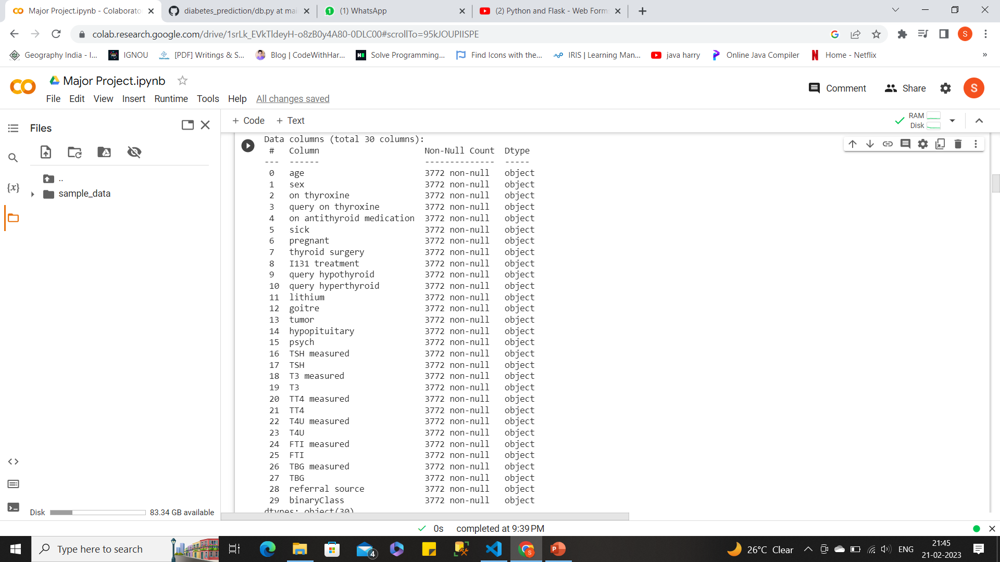 Major Project.ipynb - Colaborato
diabetes_prediction/db.py at mai
(1) WhatsApp
(2) Python and Flask - Web Form
colab.research.google.com/drive/1srLk_EVkTldeyH-o8zB0y4A80-0DLC00#scrollTo=95kJOUPIISPE
S
Geography India - I...
IGNOU
[PDF] Writings & S...
Blog | CodeWithHar...
Solve Programming...
Find Icons with the...
IRIS | Learning Man...
java harry
Online Java Compiler
Home - Netflix
»
Major Project.ipynb
File Edit View Insert Runtime Tools Help All changes saved
Comment
Share
S
Files
+ Code + Text
RAM
Disk
..
sample_data
{x}
Data columns (total 30 columns):
# Column Non-Null Count Dtype
--- ------ -------------- -----
0 age 3772 non-null object
1 sex 3772 non-null object
2 on thyroxine 3772 non-null object
3 query on thyroxine 3772 non-null object
4 on antithyroid medication 3772 non-null object
5 sick 3772 non-null object
6 pregnant 3772 non-null object
7 thyroid surgery 3772 non-null object
8 I131 treatment 3772 non-null object
9 query hypothyroid 3772 non-null object
10 query hyperthyroid 3772 non-null object
11 lithium 3772 non-null object
12 goitre 3772 non-null object
13 tumor 3772 non-null object
14 hypopituitary 3772 non-null object
15 psych 3772 non-null object
16 TSH measured 3772 non-null object
17 TSH 3772 non-null object
18 T3 measured 3772 non-null object
19 T3 3772 non-null object
20 TT4 measured 3772 non-null object
21 TT4 3772 non-null object
22 T4U measured 3772 non-null object
23 T4U 3772 non-null object
24 FTI measured 3772 non-null object
25 FTI 3772 non-null object
26 TBG measured 3772 non-null object
27 TBG 3772 non-null object
28 referral source 3772 non-null object
29 binaryClass 3772 non-null object
dtypes: object(30)
Disk 83.34 GB available
0s completed at 9:39 PM
Type here to search
4
26°C Clear
ENG
21:45
21-02-2023